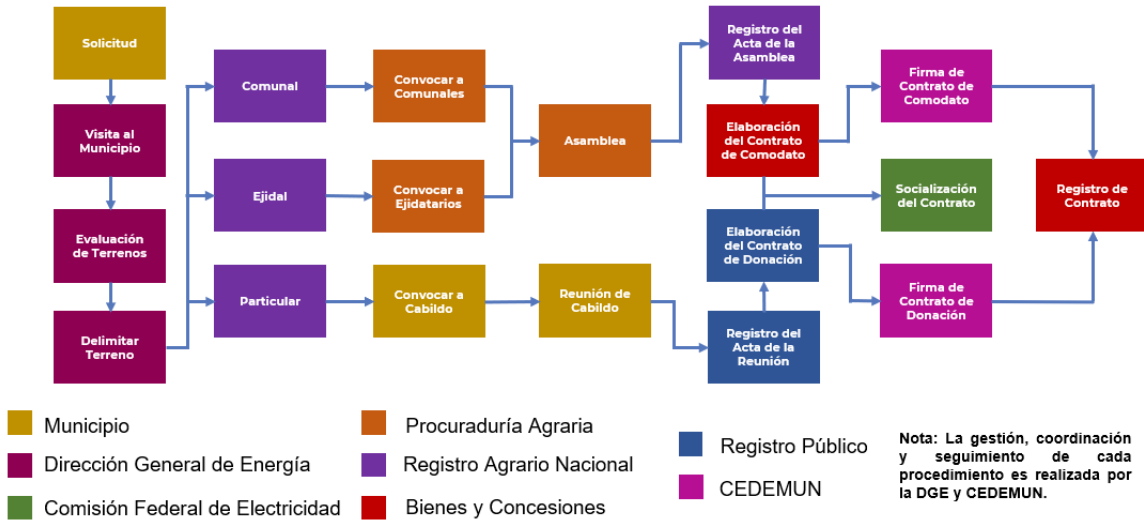 Solicitud
Visita al
Municipio
Evaluación
de Terrenos
Delimitar
Terreno
Comunal
Ejidal
Particular
Convocar a
Comunales
Convocar a
Ejidatarios
Convocar a
Cabildo
Asamblea
Reunión de
Cabildo
Registro del
Acta de la
Asamblea
Elaboración
del Contrato
de Comodato
Elaboración
del Contrato
de Donación
Registro del
Acta de la
Reunión
Firma de
Contrato de
Comodato
Socialización
del Contrato
Firma de
Contrato de
Donación
Registro de
Contrato
Municipio
Dirección General de Energía
Comisión Federal de Electricidad
Procuraduría Agraria
Registro Agrario Nacional
Bienes y Concesiones
Registro Público
CEDEMUN
Nota: La gestión, coordinación
y seguimiento de cada
procedimiento es realizada por
la DGE y CEDEMUN.